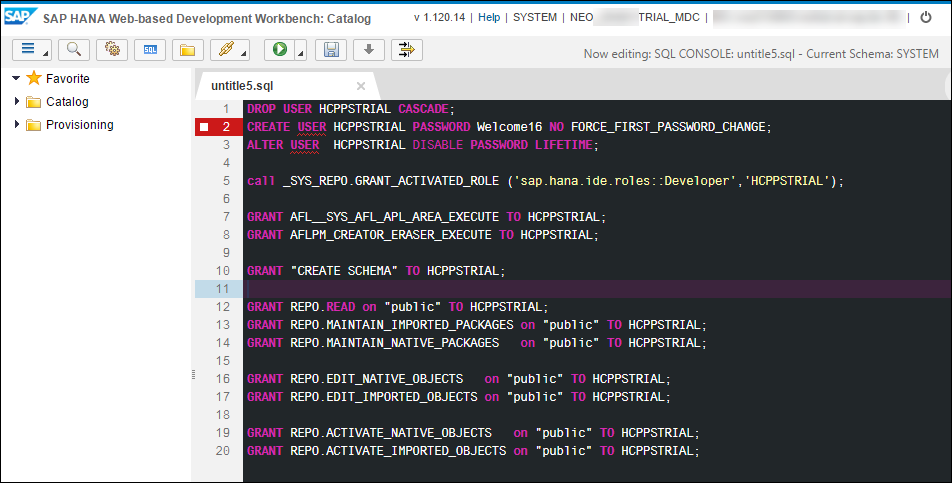 SAP SAP HANA Web-based Development Workbench: Catalog v 1.120.14 | Help | SYSTEM | NEO_ TRIAL_MDC |
SQL Now editing: SQL CONSOLE: untitle5.sql - Current Schema: SYSTEM
Favorite
Catalog
Provisioning
untitle5.sql
1 DROP USER HCPPSTRIAL CASCADE;
2 CREATE USER HCPPSTRIAL PASSWORD Welcome16 NO FORCE_FIRST_PASSWORD_CHANGE;
3 ALTER USER  HCPPSTRIAL DISABLE PASSWORD LIFETIME;
4
5 call _SYS_REPO.GRANT_ACTIVATED_ROLE ('sap.hana.ide.roles::Developer','HCPPSTRIAL');
6
7 GRANT AFL__SYS_AFL_APL_AREA_EXECUTE TO HCPPSTRIAL;
8 GRANT AFLPM_CREATOR_ERASER_EXECUTE TO HCPPSTRIAL;
9
10 GRANT "CREATE SCHEMA" TO HCPPSTRIAL;
11
12 GRANT REPO.READ on "public" TO HCPPSTRIAL;
13 GRANT REPO.MAINTAIN_IMPORTED_PACKAGES on "public" TO HCPPSTRIAL;
14 GRANT REPO.MAINTAIN_NATIVE_PACKAGES   on "public" TO HCPPSTRIAL;
15
16 GRANT REPO.EDIT_NATIVE_OBJECTS   on "public" TO HCPPSTRIAL;
17 GRANT REPO.EDIT_IMPORTED_OBJECTS on "public" TO HCPPSTRIAL;
18
19 GRANT REPO.ACTIVATE_NATIVE_OBJECTS   on "public" TO HCPPSTRIAL;
20 GRANT REPO.ACTIVATE_IMPORTED_OBJECTS on "public" TO HCPPSTRIAL;